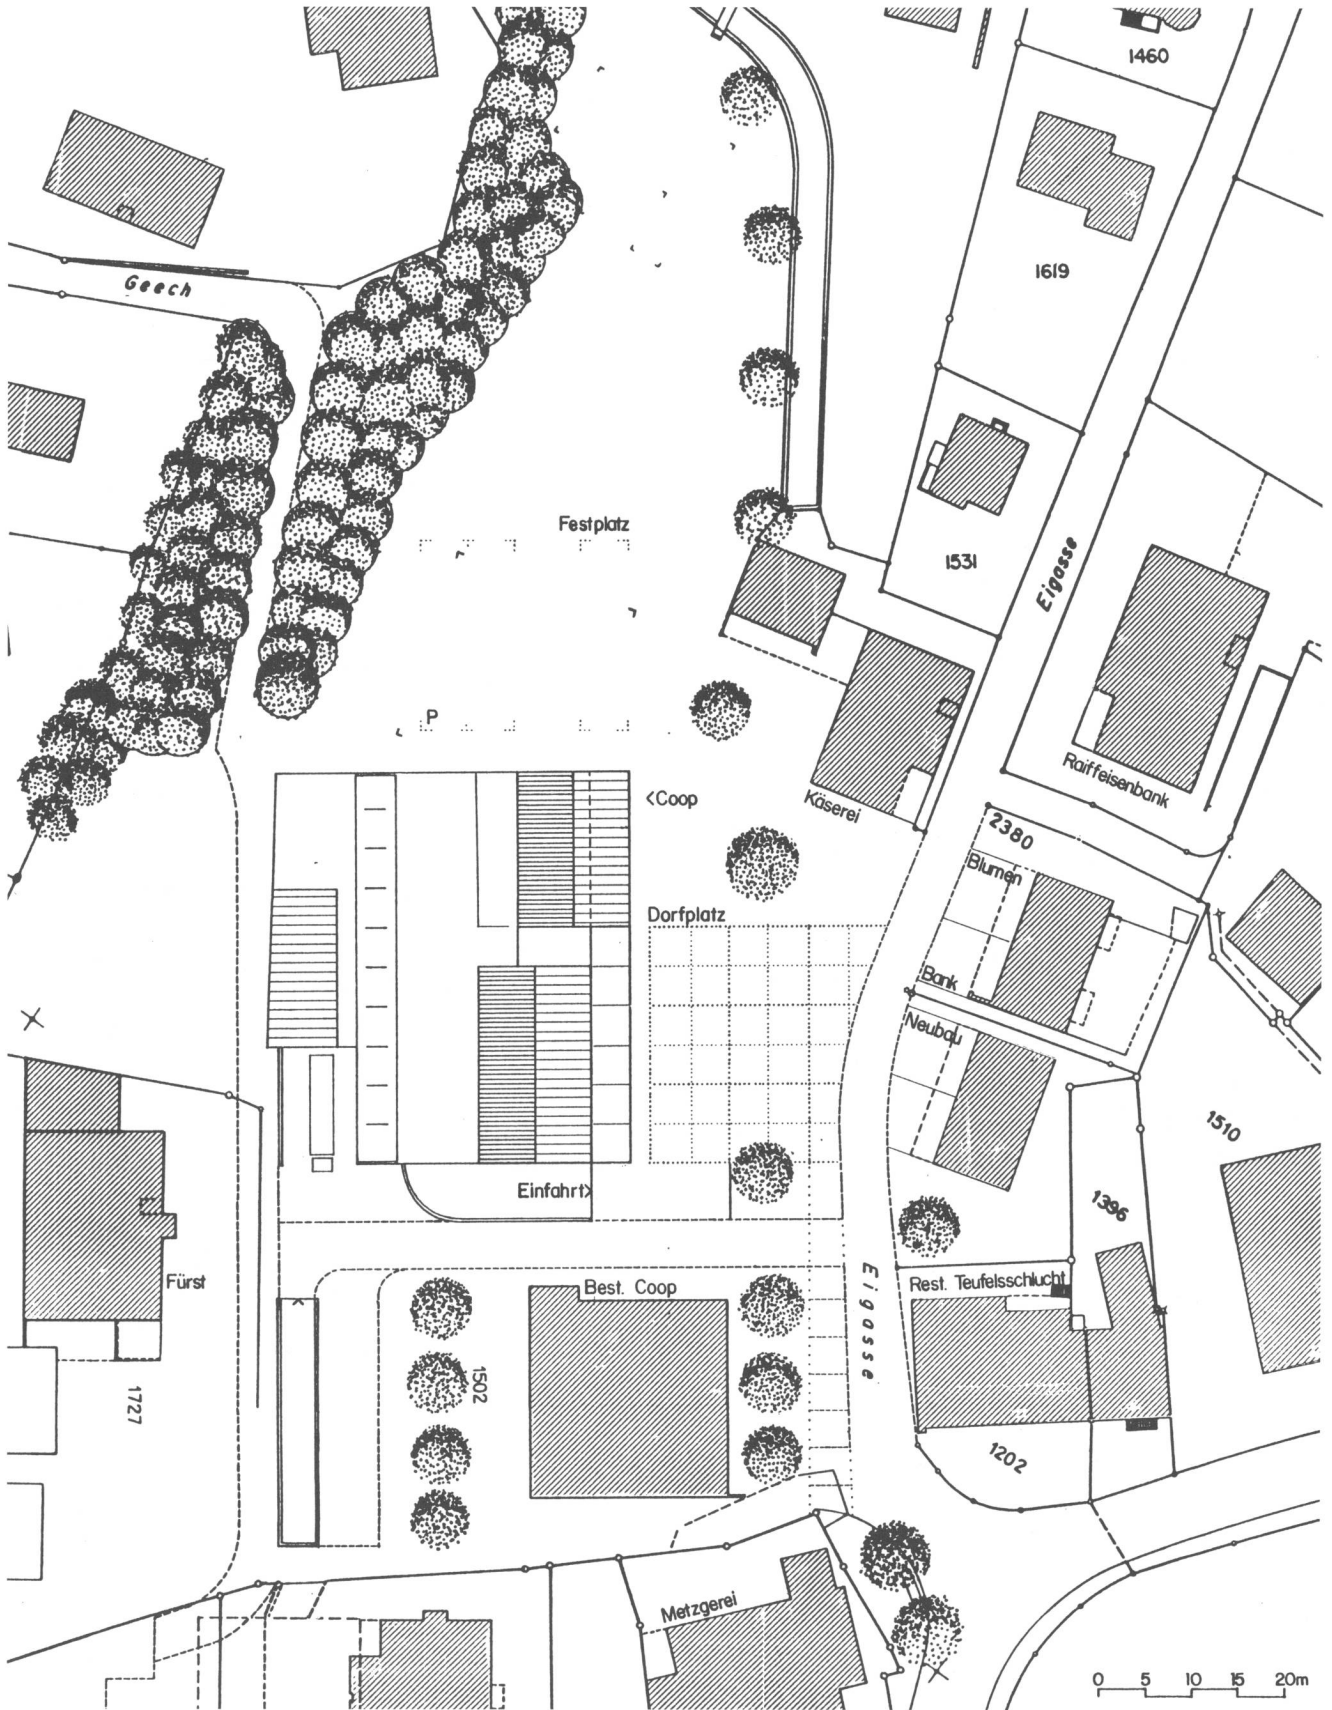 1460
1619
Geech
Festplatz
1531
Eigasse
P
Raiffeisenbank
<Coop
Käserei
2380
Blumen
Dorfplatz
Bank
Neubau
1510
Einfahrt>
1396
Fürst
Best. Coop
Eigasse
Rest. Teufelsschlucht
1727
1502
1202
Metzgerei
0 5 10 15 20m